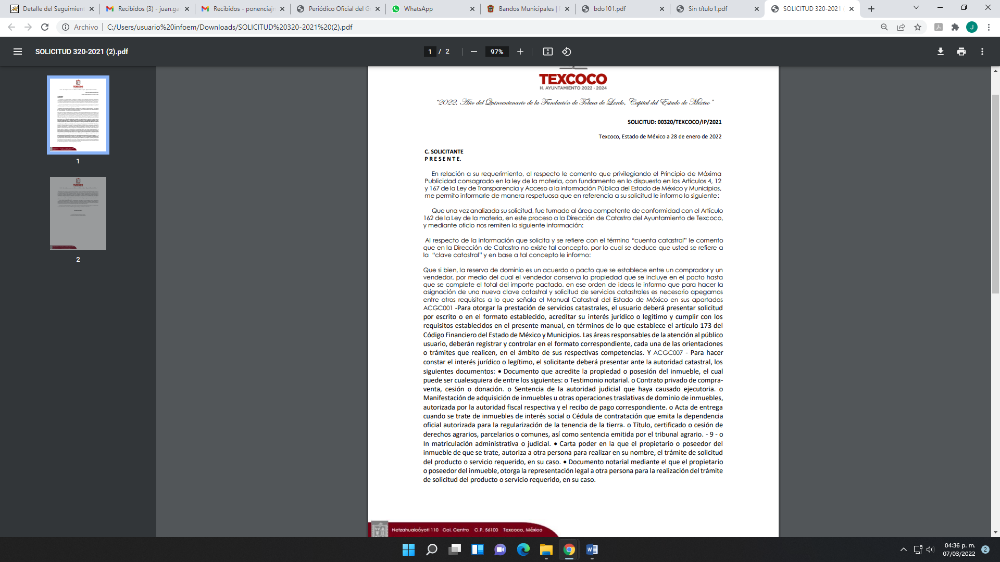 Detalle del Seguimient
Recibidos (3) - juan.ga
Recibidos - ponenciajr
Periódico Oficial del G
WhatsApp
Bandos Municipales |
bdo101.pdf
Sin título1.pdf
SOLICITUD 320-2021
Archivo | C:/Users/usuario%20infoem/Downloads/SOLICITUD%20320-2021%20(2).pdf
J
SOLICITUD 320-2021 (2).pdf
1 / 2
97%
1
2
TEXCOCO
H. AYUNTAMIENTO 2022 - 2024
“2022. Año del Quincentenario de la Fundación de Toluca de Lerdo, Capital del Estado de México”
SOLICITUD: 00320/TEXCOCO/IP/2021
Texcoco, Estado de México a 28 de enero de 2022
C. SOLICITANTE
P R E S E N T E.
En relación a su requerimiento, al respecto le comento que privilegiando el Principio de Máxima
Publicidad consagrado en la ley de la materia, con fundamento en lo dispuesto en los Artículos 4, 12
y 167 de la Ley de Transparencia y Acceso a la información Pública del Estado de México y Municipios,
me permito informarle de manera respetuosa que en referencia a su solicitud le informo lo siguiente:
Que una vez analizada su solicitud, fue turnada al área competente de conformidad con el Artículo
162 de la Ley de la materia, en este proceso a la Dirección de Catastro del Ayuntamiento de Texcoco,
y mediante oficio nos remiten la siguiente información:
Al respecto de la información que solicita y se refiere con el término “cuenta catastral” le comento
que en la Dirección de Catastro no existe tal concepto, por lo cual se deduce que usted se refiere a
la “clave catastral” y en base a tal concepto le informo:
Que si bien, la reserva de dominio es un acuerdo o pacto que se establece entre un comprador y un
vendedor, por medio del cual el vendedor conserva la propiedad que se incluye en el pacto hasta
que se complete el total del importe pactado, en ese orden de ideas le informo que para hacer la
asignación de una nueva clave catastral y solicitud de servicios catastrales es necesario apegarnos
entre otros requisitos a lo que señala el Manual Catastral del Estado de México en sus apartados
ACGC001 -Para otorgar la prestación de servicios catastrales, el usuario deberá presentar solicitud
por escrito o en el formato establecido, acreditar su interés jurídico o legitimo y cumplir con los
requisitos establecidos en el presente manual, en términos de lo que establece el artículo 173 del
Código Financiero del Estado de México y Municipios. Las áreas responsables de la atención al público
usuario, deberán registrar y controlar en el formato correspondiente, cada una de las orientaciones
o trámites que realicen, en el ámbito de sus respectivas competencias. Y ACGC007 - Para hacer
constar el interés jurídico o legítimo, el solicitante deberá presentar ante la autoridad catastral, los
siguientes documentos: • Documento que acredite la propiedad o posesión del inmueble, el cual
puede ser cualesquiera de entre los siguientes: o Testimonio notarial. o Contrato privado de compra-
venta, cesión o donación. o Sentencia de la autoridad judicial que haya causado ejecutoria. o
Manifestación de adquisición de inmuebles u otras operaciones traslativas de dominio de inmuebles,
autorizada por la autoridad fiscal respectiva y el recibo de pago correspondiente. o Acta de entrega
cuando se trate de inmuebles de interés social o Cédula de contratación que emita la dependencia
oficial autorizada para la regularización de la tenencia de la tierra. o Título, certificado o cesión de
derechos agrarios, parcelarios o comunes, así como sentencia emitida por el tribunal agrario. - 9 - o
In matriculación administrativa o judicial. • Carta poder en la que el propietario o poseedor del
inmueble de que se trate, autoriza a otra persona para realizar en su nombre, el trámite de solicitud
del producto o servicio requerido, en su caso. • Documento notarial mediante el que el propietario
o poseedor del inmueble, otorga la representación legal a otra persona para la realización del trámite
de solicitud del producto o servicio requerido, en su caso.
Netzahualcóyotl 110 Col. Centro C.P. 56100 Texcoco, México
04:36 p. m.
07/03/2022
2